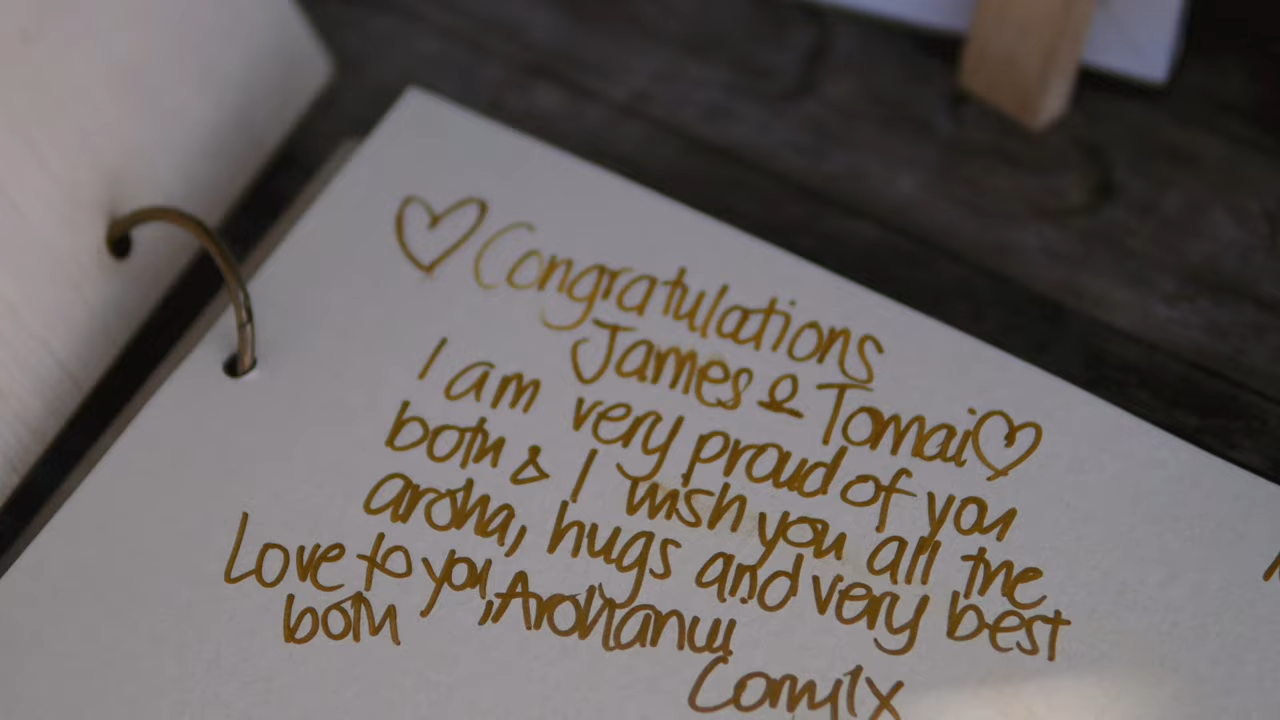 ♡ Congratulations
James & Tomai ♡
I am very proud of you
both & I wish you all the
aroha, hugs and very best
Love to you, Arohanui
both